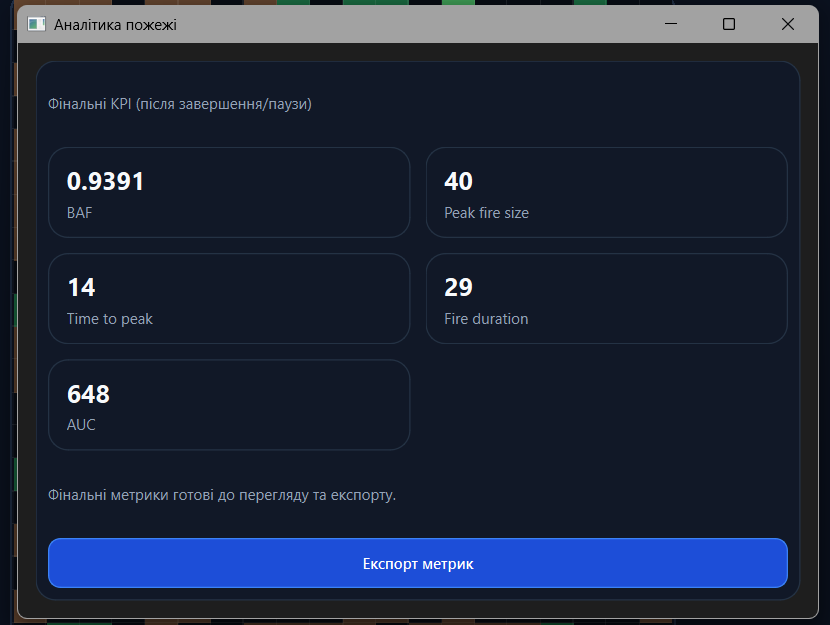 Аналітика пожежі
Фінальні KPI (після завершення/паузи)
0.9391
BAF
40
Peak fire size
14
Time to peak
29
Fire duration
648
AUC
Фінальні метрики готові до перегляду та експорту.
Експорт метрик